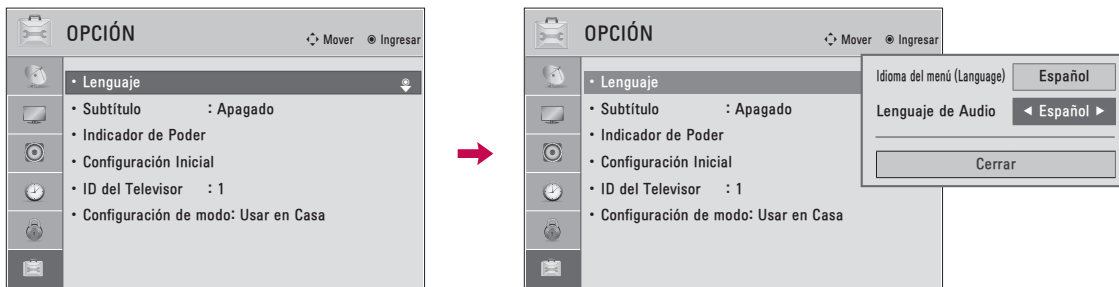 OPCIÓN
Mover Ingresar
• Lenguaje
• Subtítulo : Apagado
• Indicador de Poder
• Configuración Inicial
• ID del Televisor : 1
• Configuración de modo: Usar en Casa
OPCIÓN
Mover Ingresar
• Lenguaje
• Subtítulo : Apagado
• Indicador de Poder
• Configuración Inicial
• ID del Televisor : 1
• Configuración de modo: Usar en Casa
Idioma del menú (Language) Español
Lenguaje de Audio ◄ Español ►
Cerrar